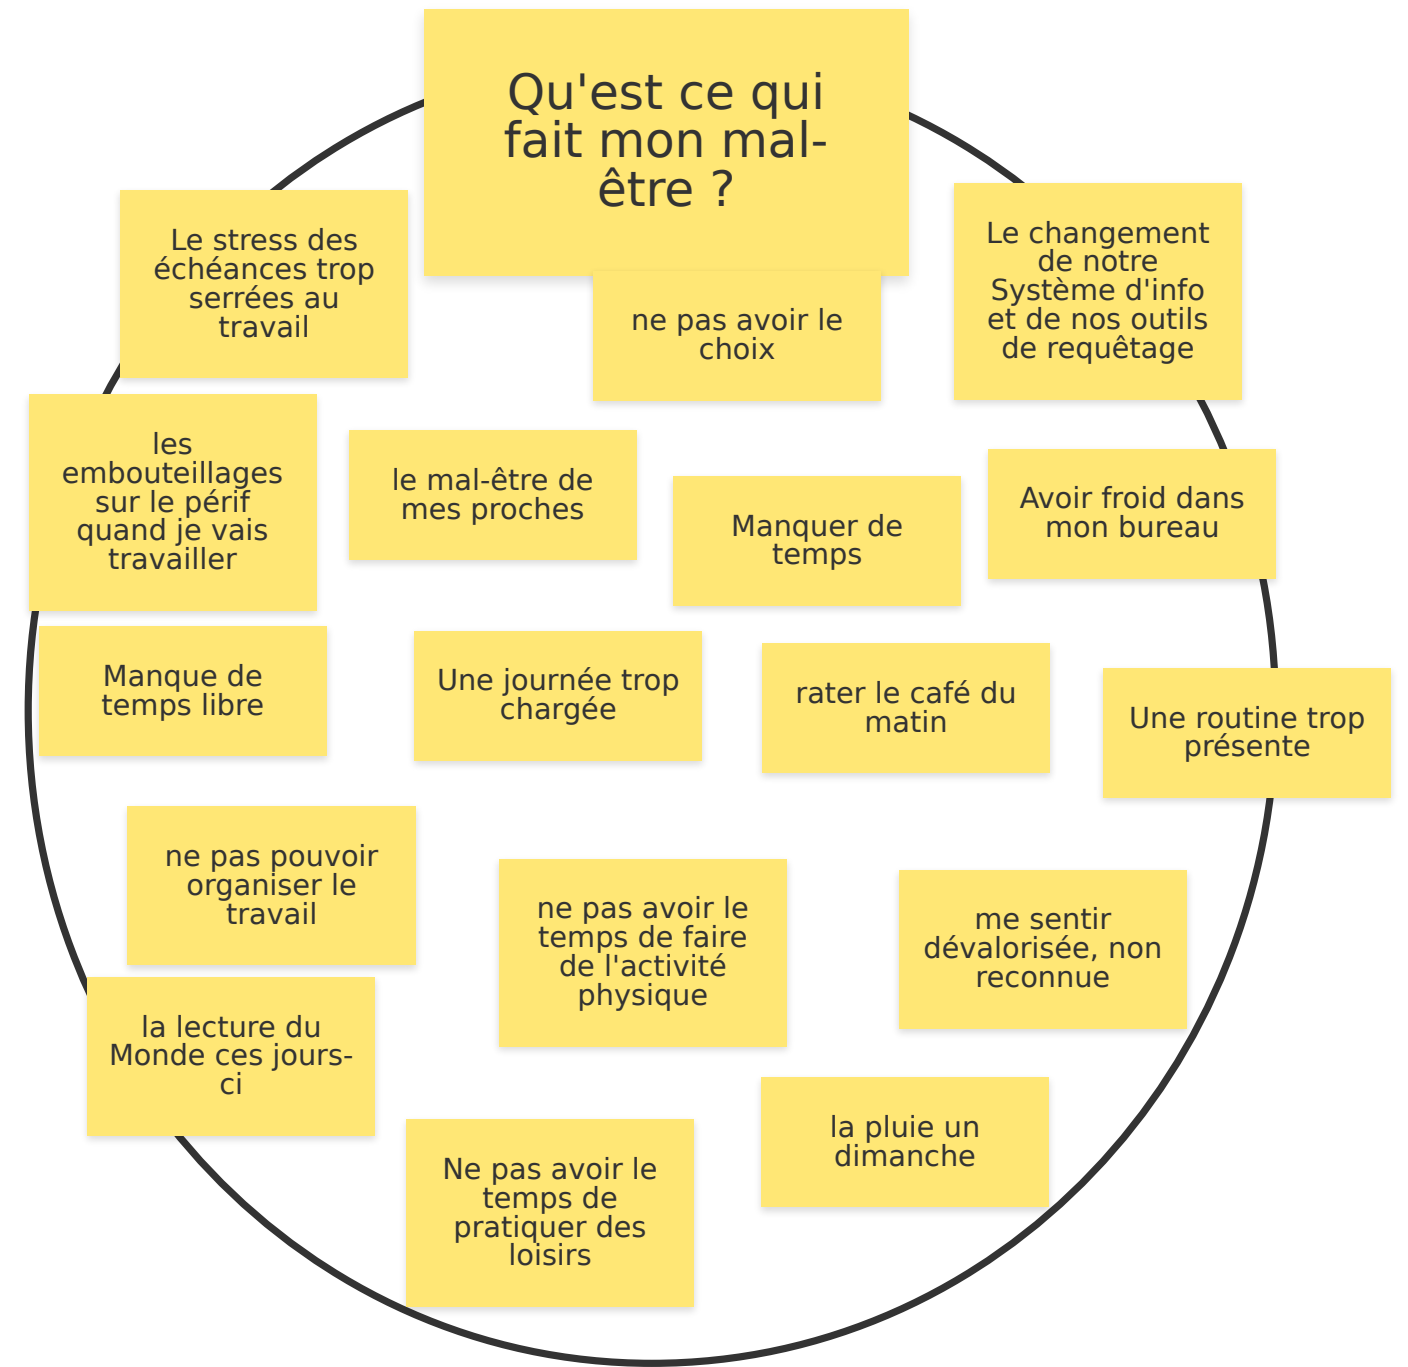 Qu'est ce qui
fait mon mal-
être ?
Le stress des
échéances trop
serrées au
travail
Le changement
de notre
Système d'info
et de nos outils
de requêtage
ne pas avoir le
choix
les
embouteillages
sur le périf
quand je vais
travailler
le mal-être de
mes proches
Manquer de
temps
Avoir froid dans
mon bureau
Manque de
temps libre
Une journée trop
chargée
rater le café du
matin
Une routine trop
présente
ne pas pouvoir
organiser le
travail
ne pas avoir le
temps de faire
de l'activité
physique
me sentir
dévalorisée, non
reconnue
la lecture du
Monde ces jours-
ci
la pluie un
dimanche
Ne pas avoir le
temps de
pratiquer des
loisirs